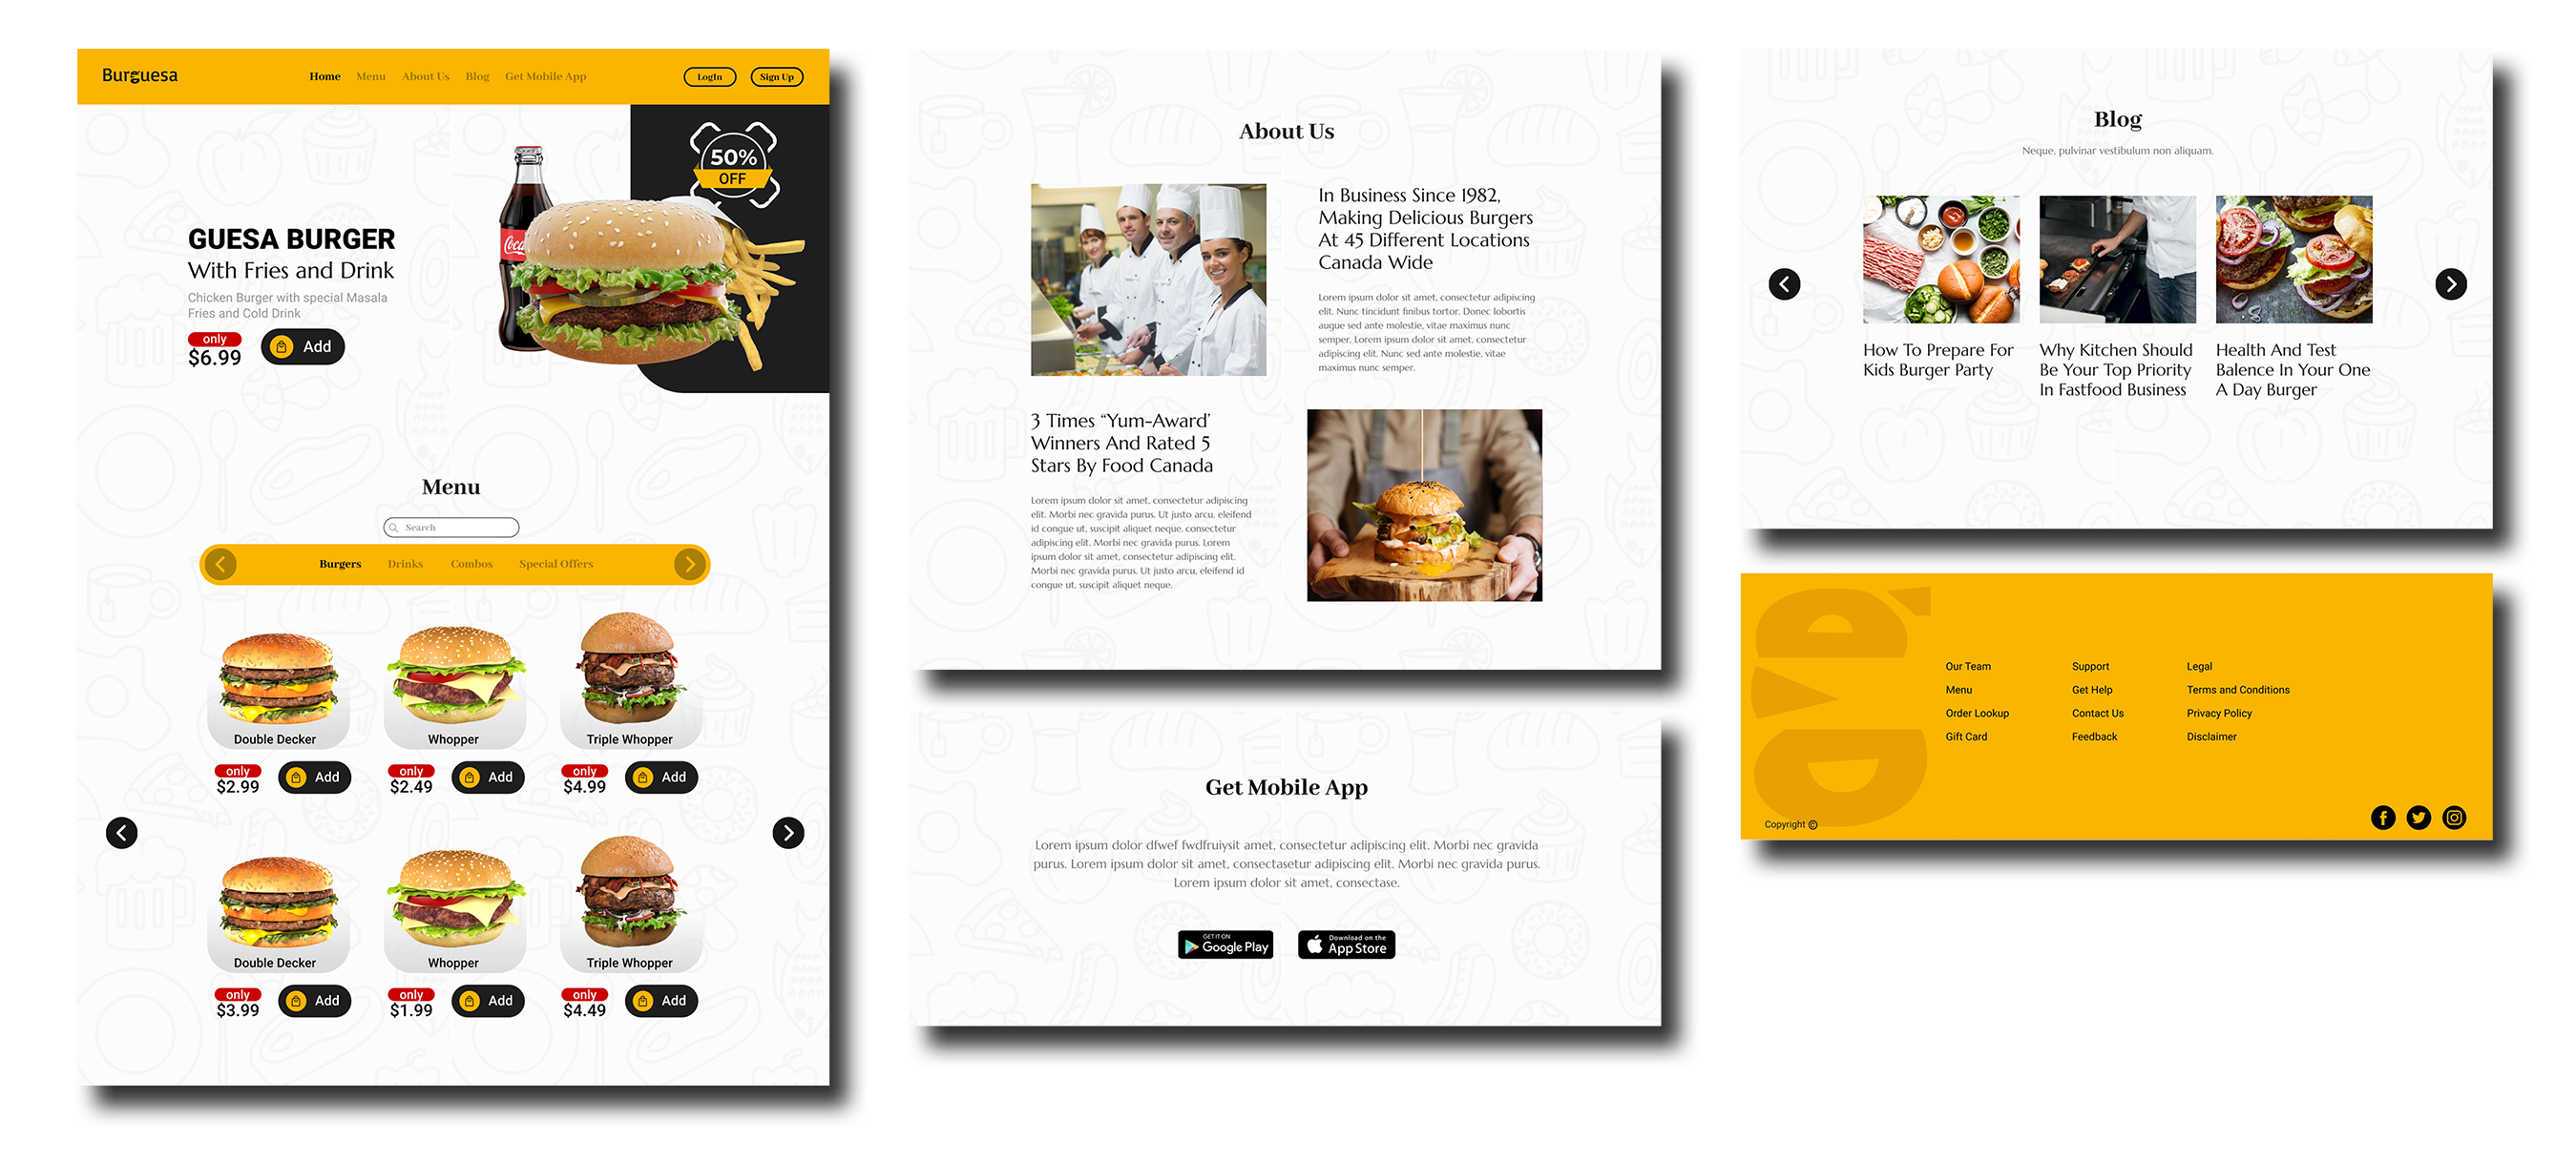 Burguesa
Home Menu About Us Blog Get Mobile App
LogIn Sign Up
50%
OFF
Coca
GUESA BURGER
With Fries and Drink
Chicken Burger with special Masala
Fries and Cold Drink
only
$6.99
Add
Menu
Search
Burgers Drinks Combos Special Offers
Double Decker Whopper Triple Whopper
only Add only Add only Add
$2.99 $2.49 $4.99
Double Decker Whopper Triple Whopper
only Add only Add only Add
$3.99 $1.99 $4.49
About Us
In Business Since 1982,
Making Delicious Burgers
At 45 Different Locations
Canada Wide
Lorem ipsum dolor sit amet, consectetur adipiscing
elit. Nunc tincidunt finibus tortor. Donec lobortis
augue sed ante molestie, vitae maximus nunc
semper. Lorem ipsum dolor sit amet, consectetur
adipiscing elit. Nunc sed ante molestie, vitae
maximus nunc semper.
3 Times “Yum-Award’
Winners And Rated 5
Stars By Food Canada
Lorem ipsum dolor sit amet, consectetur adipiscing
elit. Morbi nec gravida purus. Ut justo arcu, eleifend
id congue ut, suscipit aliquet neque. consectetur
adipiscing elit. Morbi nec gravida purus. Lorem
ipsum dolor sit amet, consectetur adipiscing elit.
Morbi nec gravida purus. Ut justo arcu, eleifend id
congue ut, suscipit aliquet neque.
Get Mobile App
Lorem ipsum dolor dfwef fwdfruiysit amet, consectetur adipiscing elit. Morbi nec gravida
purus. Lorem ipsum dolor sit amet, consectasetur adipiscing elit. Morbi nec gravida purus.
Lorem ipsum dolor sit amet, consectase.
GET IT ON
Google Play
Download on the
App Store
Blog
Neque, pulvinar vestibulum non aliquam.
How To Prepare For
Kids Burger Party
Why Kitchen Should
Be Your Top Priority
In Fastfood Business
Health And Test
Balence In Your One
A Day Burger
Our Team Support Legal
Menu Get Help Terms and Conditions
Order Lookup Contact Us Privacy Policy
Gift Card Feedback Disclaimer
Copyright ©